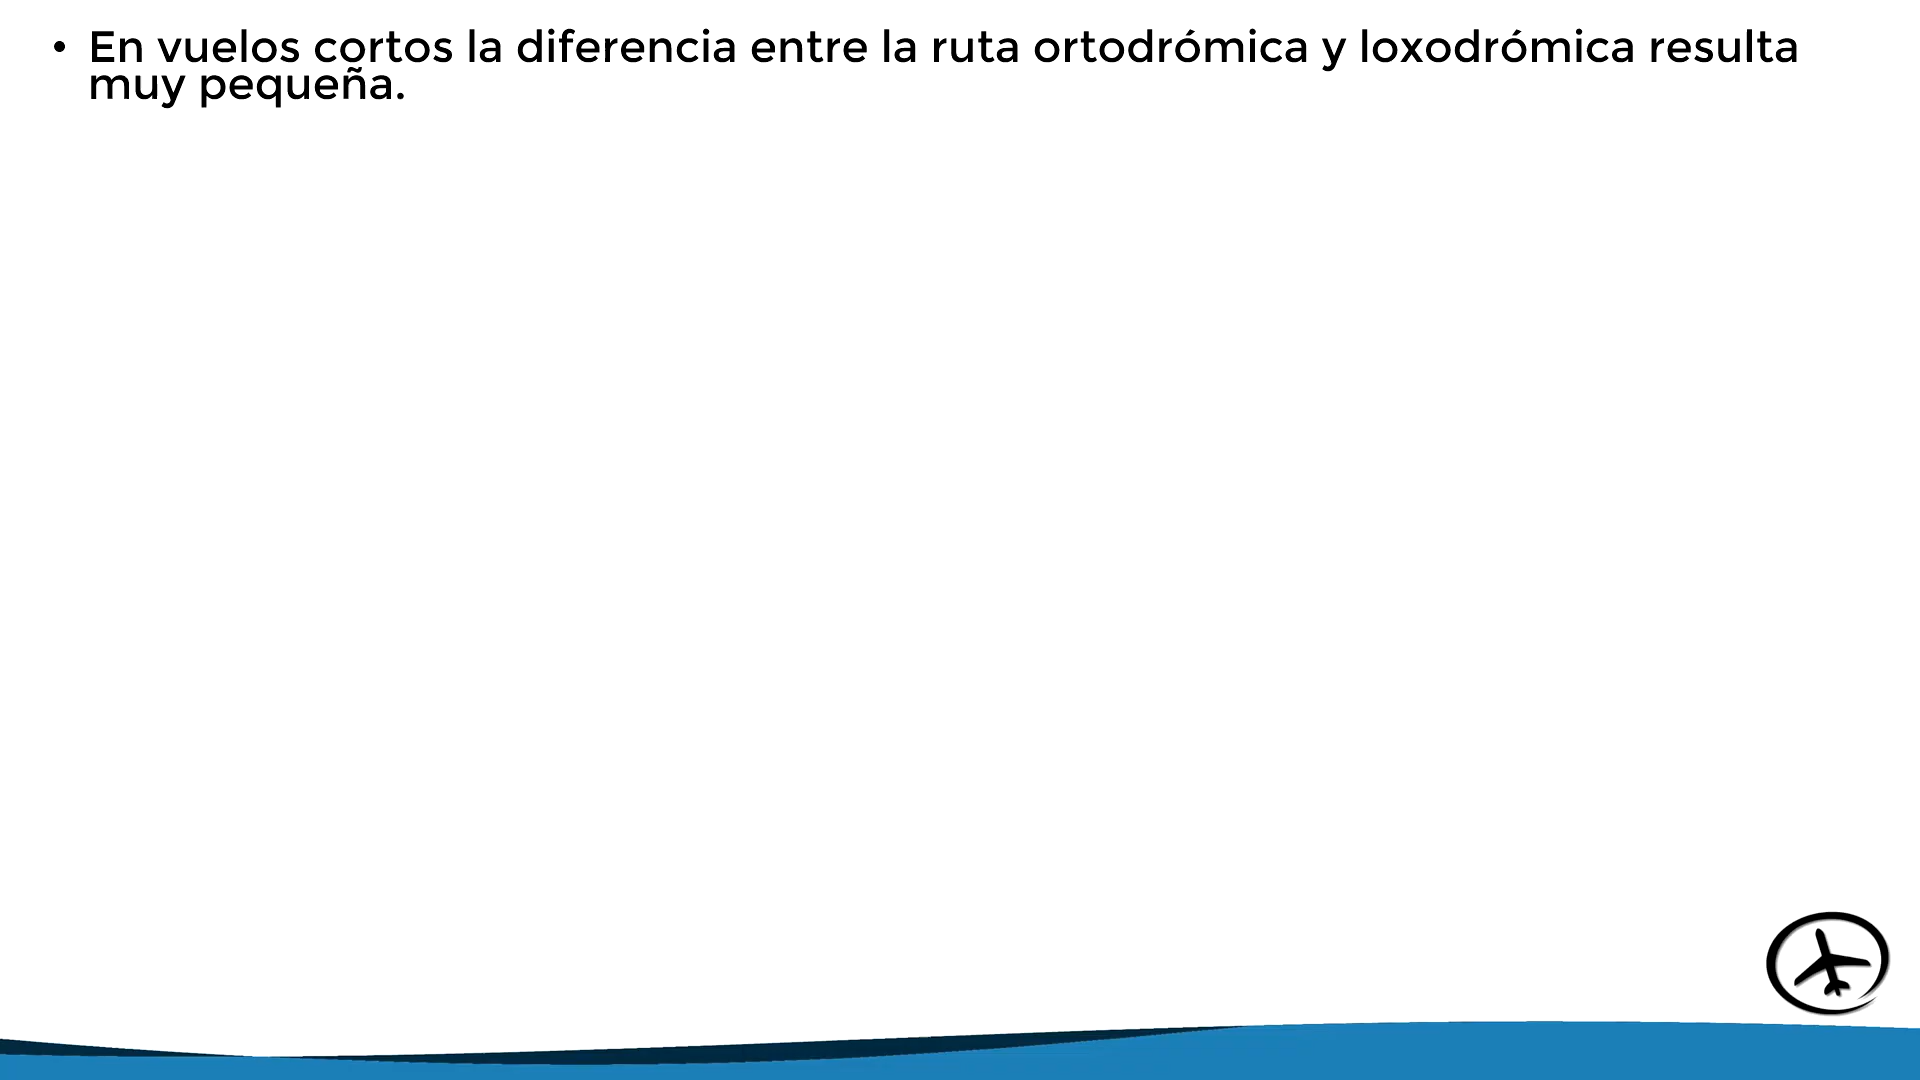 • En vuelos cortos la diferencia entre la ruta ortodrómica y loxodrómica resulta
muy pequeña.